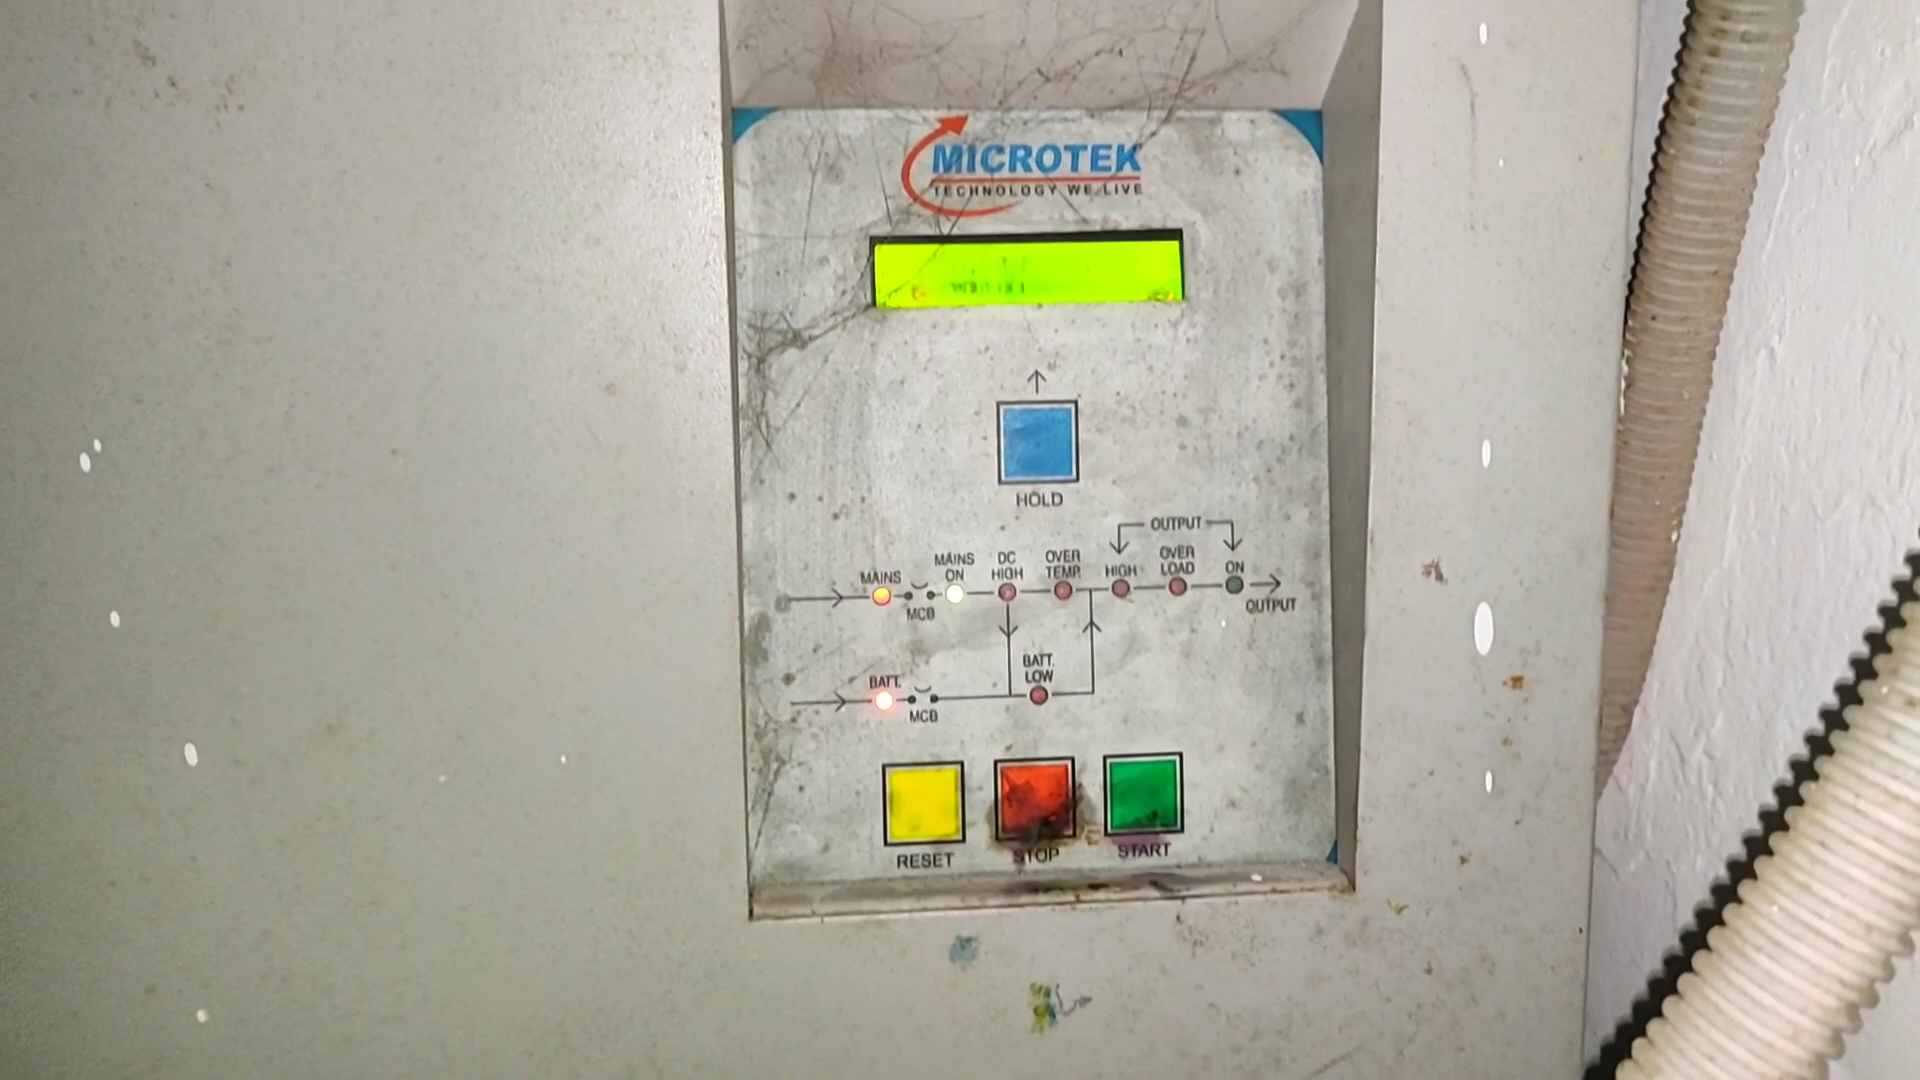 MICROTEK
TECHNOLOGY WE LIVE
HOLD
OUTPUT
MAINS
MAINS ON
DC HIGH
OVER TEMP.
HIGH
OVER LOAD
ON
MCB
OUTPUT
BATT.
BATT. LOW
MCB
RESET
STOP
START